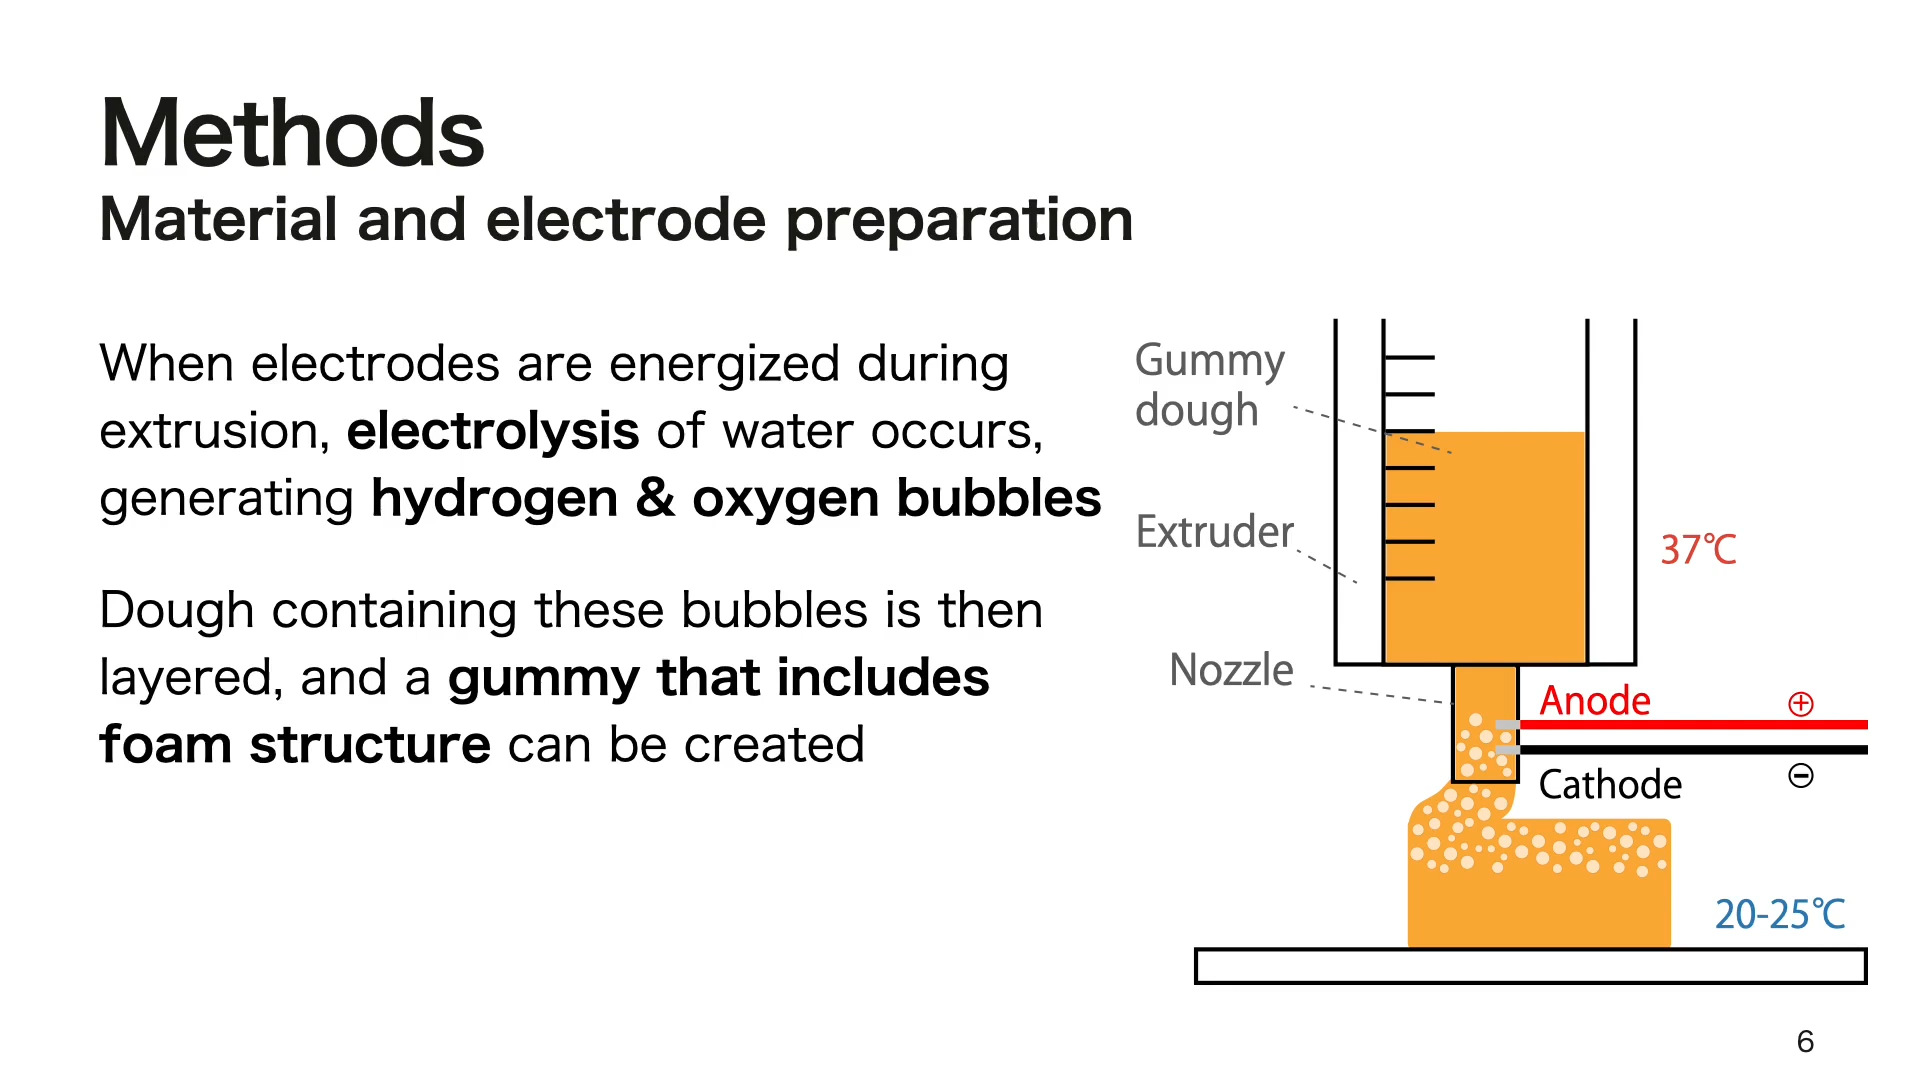 Methods
Material and electrode preparation
When electrodes are energized during
extrusion, electrolysis of water occurs,
generating hydrogen & oxygen bubbles
Dough containing these bubbles is then
layered, and a gummy that includes
foam structure can be created
Gummy
dough
Extruder
37℃
Nozzle
Anode
⊕
Cathode
⊖
20-25℃
6